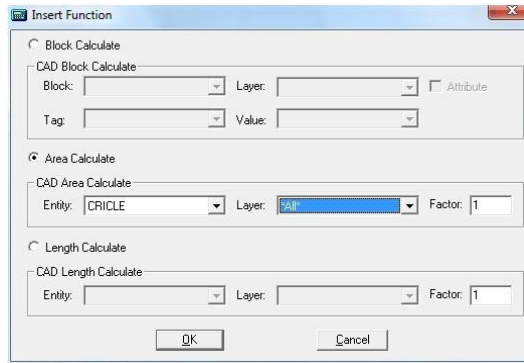 Insert Function
Block Calculate
CAD Block Calculate
Block: Layer: Attribute
Tag: Value:
Area Calculate
CAD Area Calculate
Entity: CRICLE Layer: *All* Factor: 1
Length Calculate
CAD Length Calculate
Entity: Layer: Factor: 1
OK Cancel